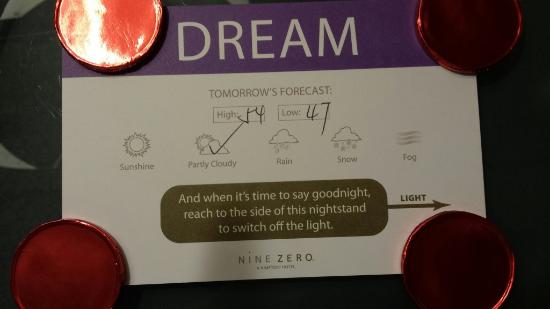 DREAM
TOMORROW'S FORECAST:
High: 54 Low: 47
Sunshine Partly Cloudy Rain Snow Fog
And when it's time to say goodnight,
reach to the side of this nightstand
to switch off the light.
LIGHT
NINE ZERO
A KIMPTON HOTEL